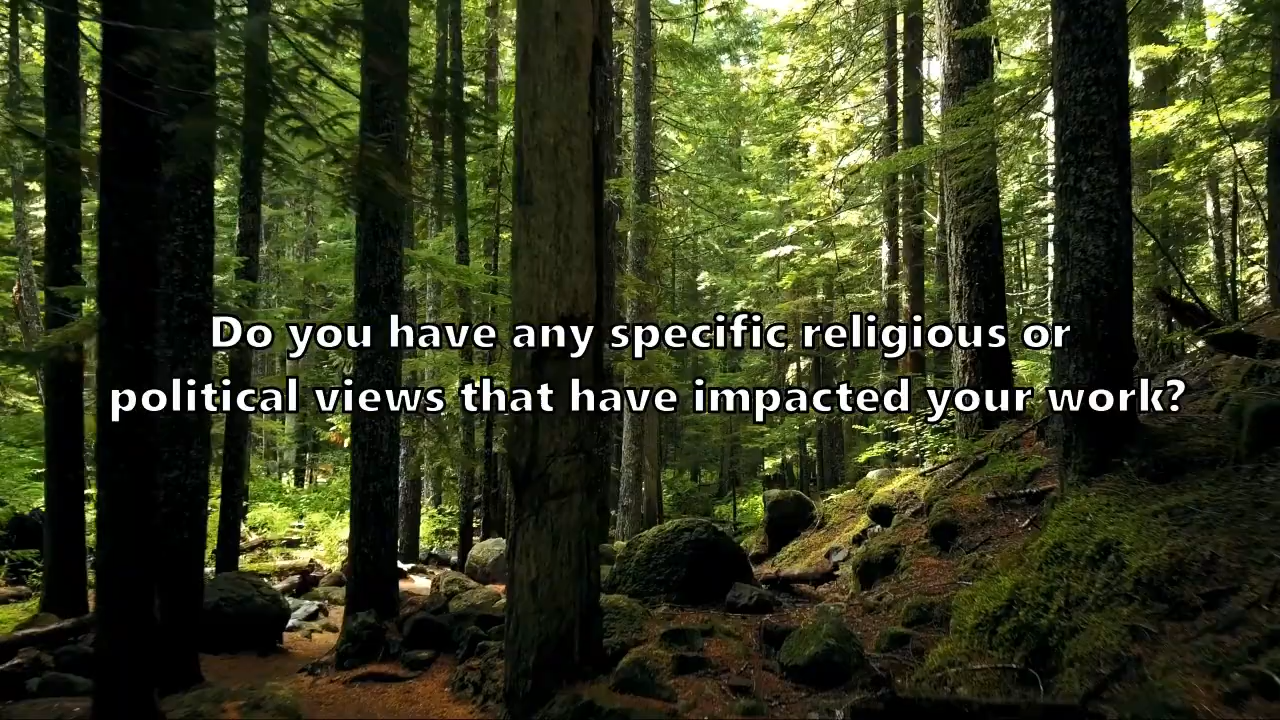 Do you have any specific religious or
political views that have impacted your work?